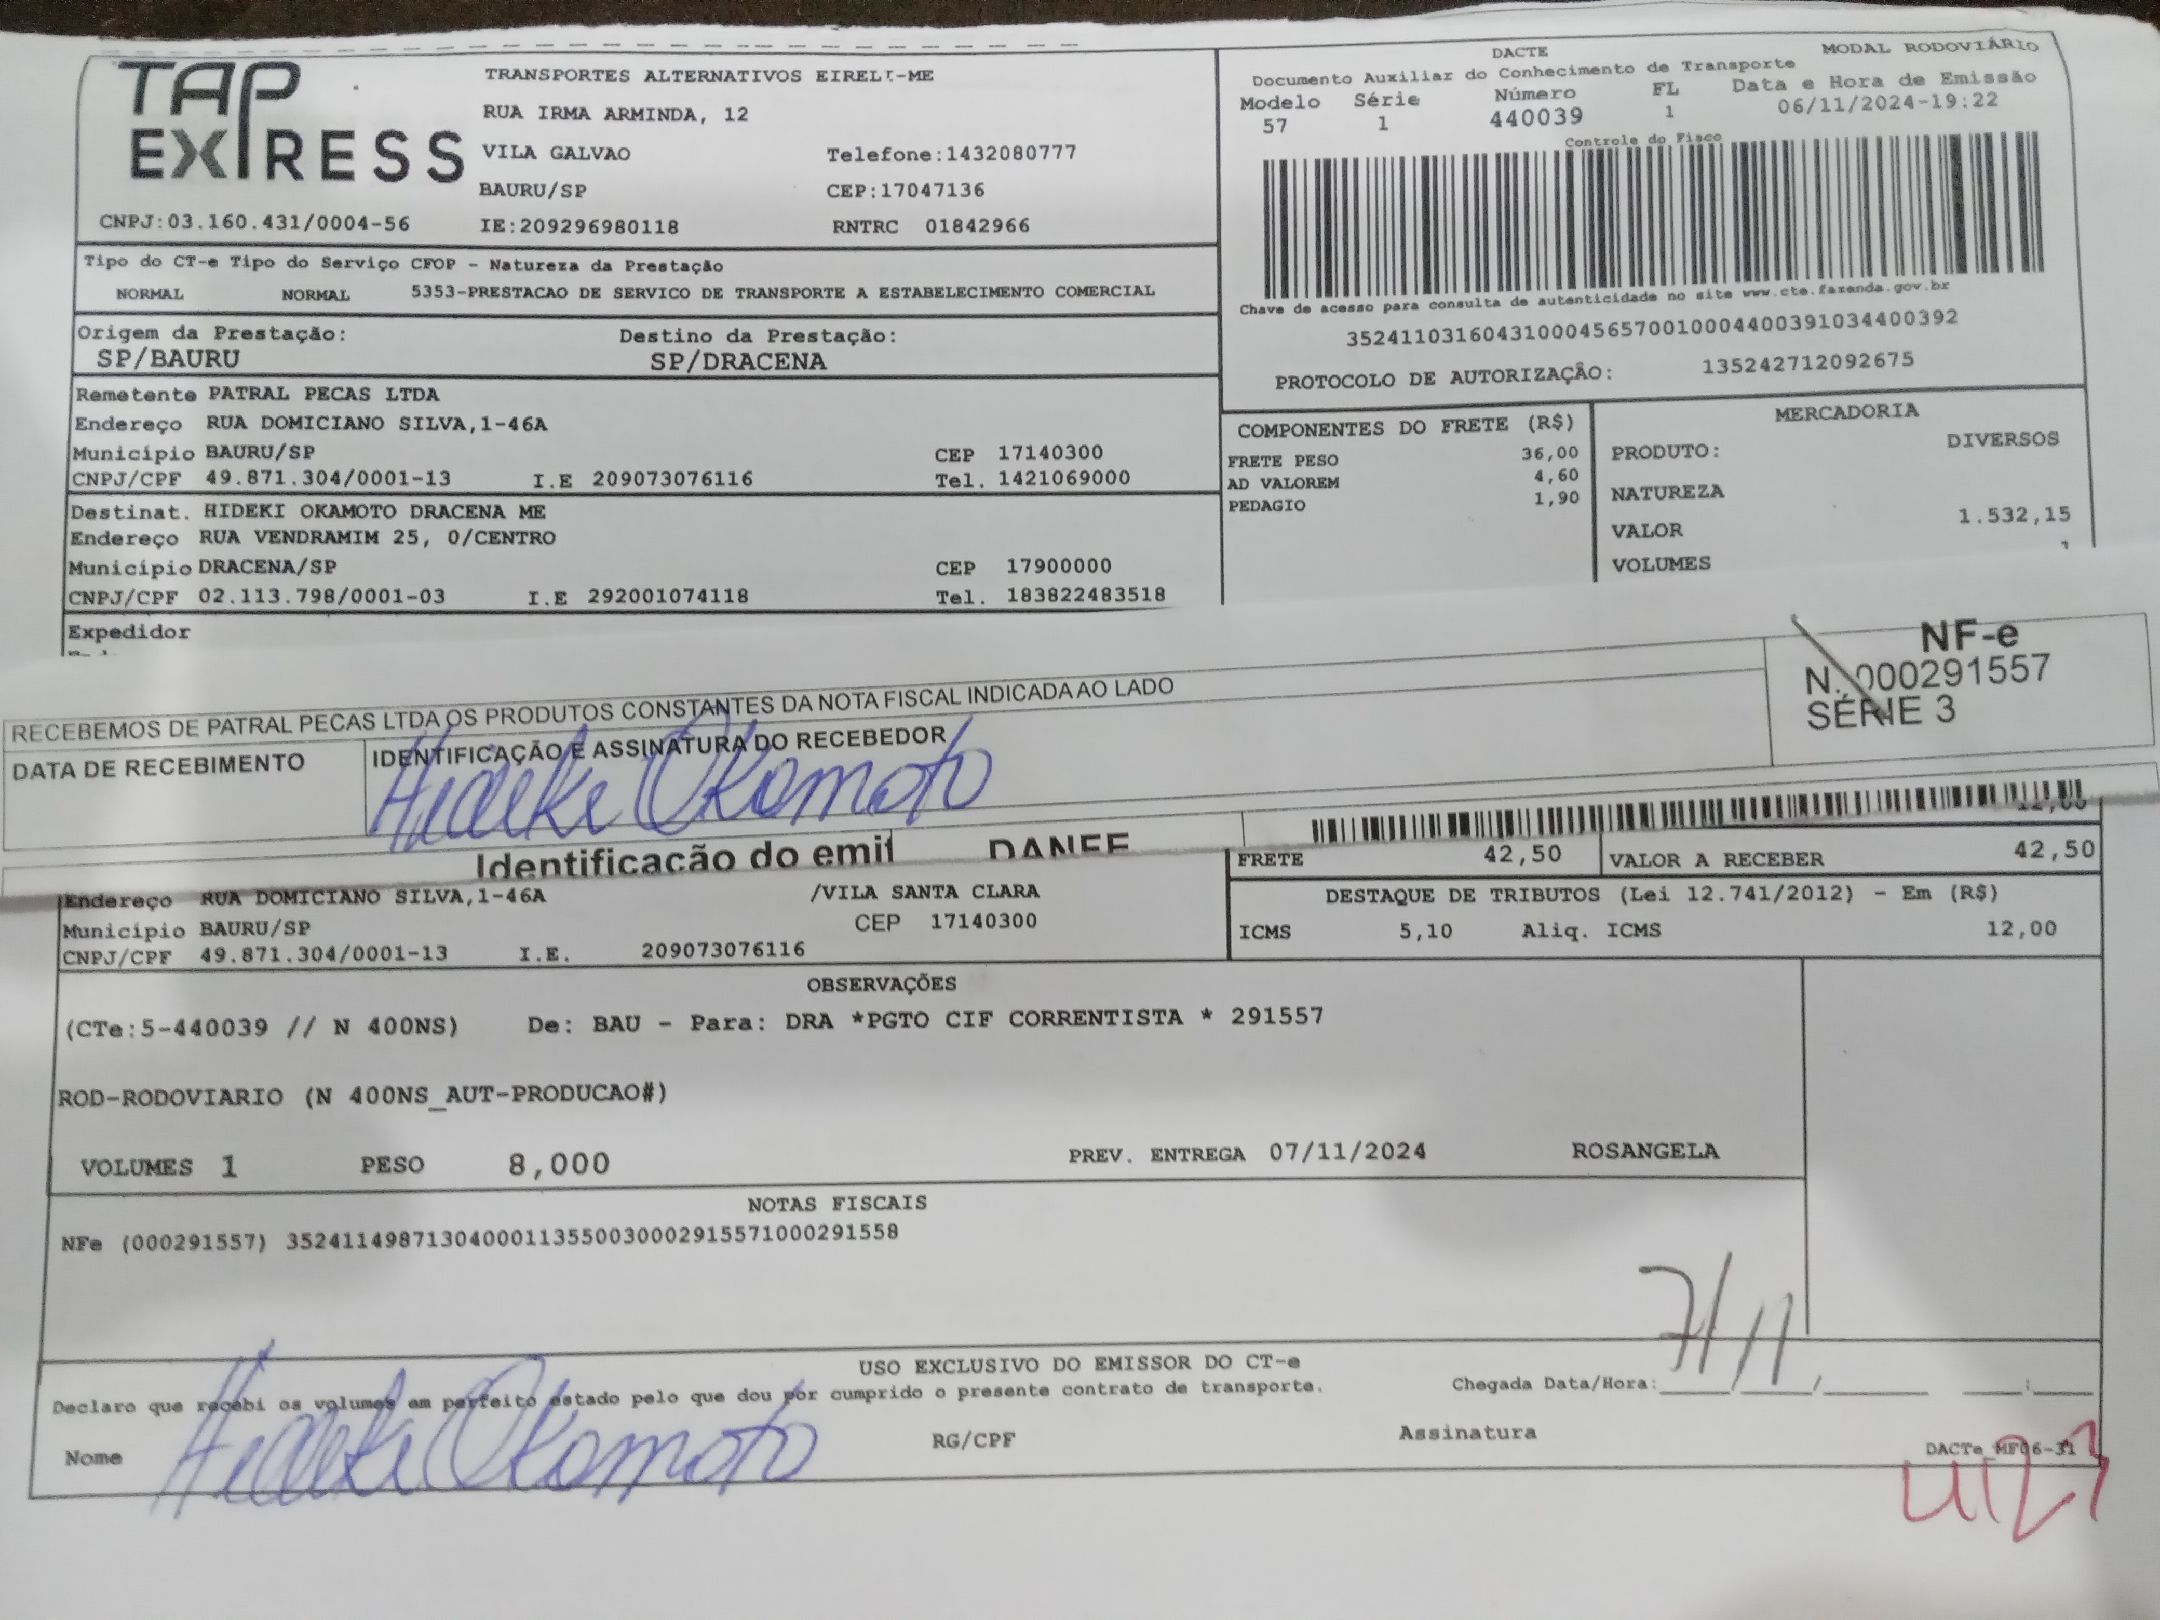 TAP EXPRESS
TRANSPORTES ALTERNATIVOS EIRELI-ME
RUA IRMA ARMINDA, 12
VILA GALVAO Telefone:1432080777
BAURU/SP CEP:17047136
CNPJ:03.160.431/0004-56 IE:209296980118 RNTRC 01842966
DACTE MODAL RODOVIÁRIO
Documento Auxiliar do Conhecimento de Transporte
Modelo Série Número FL Data e Hora de Emissão
57 1 440039 1 06/11/2024-19:22
Controle do Fisco
Chave de acesso para consulta de autenticidade no site www.cte.fazenda.gov.br
35241103160431000456570010004400391034400392
PROTOCOLO DE AUTORIZAÇÃO: 135242712092675
Tipo do CT-e Tipo do Serviço CFOP - Natureza da Prestação
NORMAL NORMAL 5353-PRESTACAO DE SERVICO DE TRANSPORTE A ESTABELECIMENTO COMERCIAL
Origem da Prestação: Destino da Prestação:
SP/BAURU SP/DRACENA
Remetente PATRAL PECAS LTDA
Endereço RUA DOMICIANO SILVA,1-46A
Município BAURU/SP CEP 17140300
CNPJ/CPF 49.871.304/0001-13 I.E 209073076116 Tel. 1421069000
Destinat. HIDEKI OKAMOTO DRACENA ME
Endereço RUA VENDRAMIM 25, 0/CENTRO
Município DRACENA/SP CEP 17900000
CNPJ/CPF 02.113.798/0001-03 I.E 292001074118 Tel. 183822483518
Expedidor
COMPONENTES DO FRETE (R$)
FRETE PESO 36,00
AD VALOREM 4,60
PEDAGIO 1,90
MERCADORIA
PRODUTO: DIVERSOS
NATUREZA
VALOR 1.532,15
VOLUMES
NF-e
N. 000291557
SÉRIE 3
RECEBEMOS DE PATRAL PECAS LTDA OS PRODUTOS CONSTANTES DA NOTA FISCAL INDICADA AO LADO
DATA DE RECEBIMENTO IDENTIFICAÇÃO E ASSINATURA DO RECEBEDOR
Hideki Okamoto
Identificação do emit DANFE
FRETE 42,50 VALOR A RECEBER 42,50
Endereço RUA DOMICIANO SILVA,1-46A /VILA SANTA CLARA
Município BAURU/SP CEP 17140300
CNPJ/CPF 49.871.304/0001-13 I.E. 209073076116
DESTAQUE DE TRIBUTOS (Lei 12.741/2012) - Em (R$)
ICMS 5,10 Aliq. ICMS 12,00
OBSERVAÇÕES
(CTe:5-440039 // N 400NS) De: BAU - Para: DRA *PGTO CIF CORRENTISTA * 291557
ROD-RODOVIARIO (N 400NS_AUT-PRODUCAO#)
VOLUMES 1 PESO 8,000 PREV. ENTREGA 07/11/2024 ROSANGELA
NOTAS FISCAIS
NFe (000291557) 35241149871304000113550030002915571000291558
7/11
USO EXCLUSIVO DO EMISSOR DO CT-e
Declaro que recebi os volumes em perfeito estado pelo que dou por cumprido o presente contrato de transporte. Chegada Data/Hora:
Nome Hideki Okamoto RG/CPF Assinatura
DACTe MF06-31